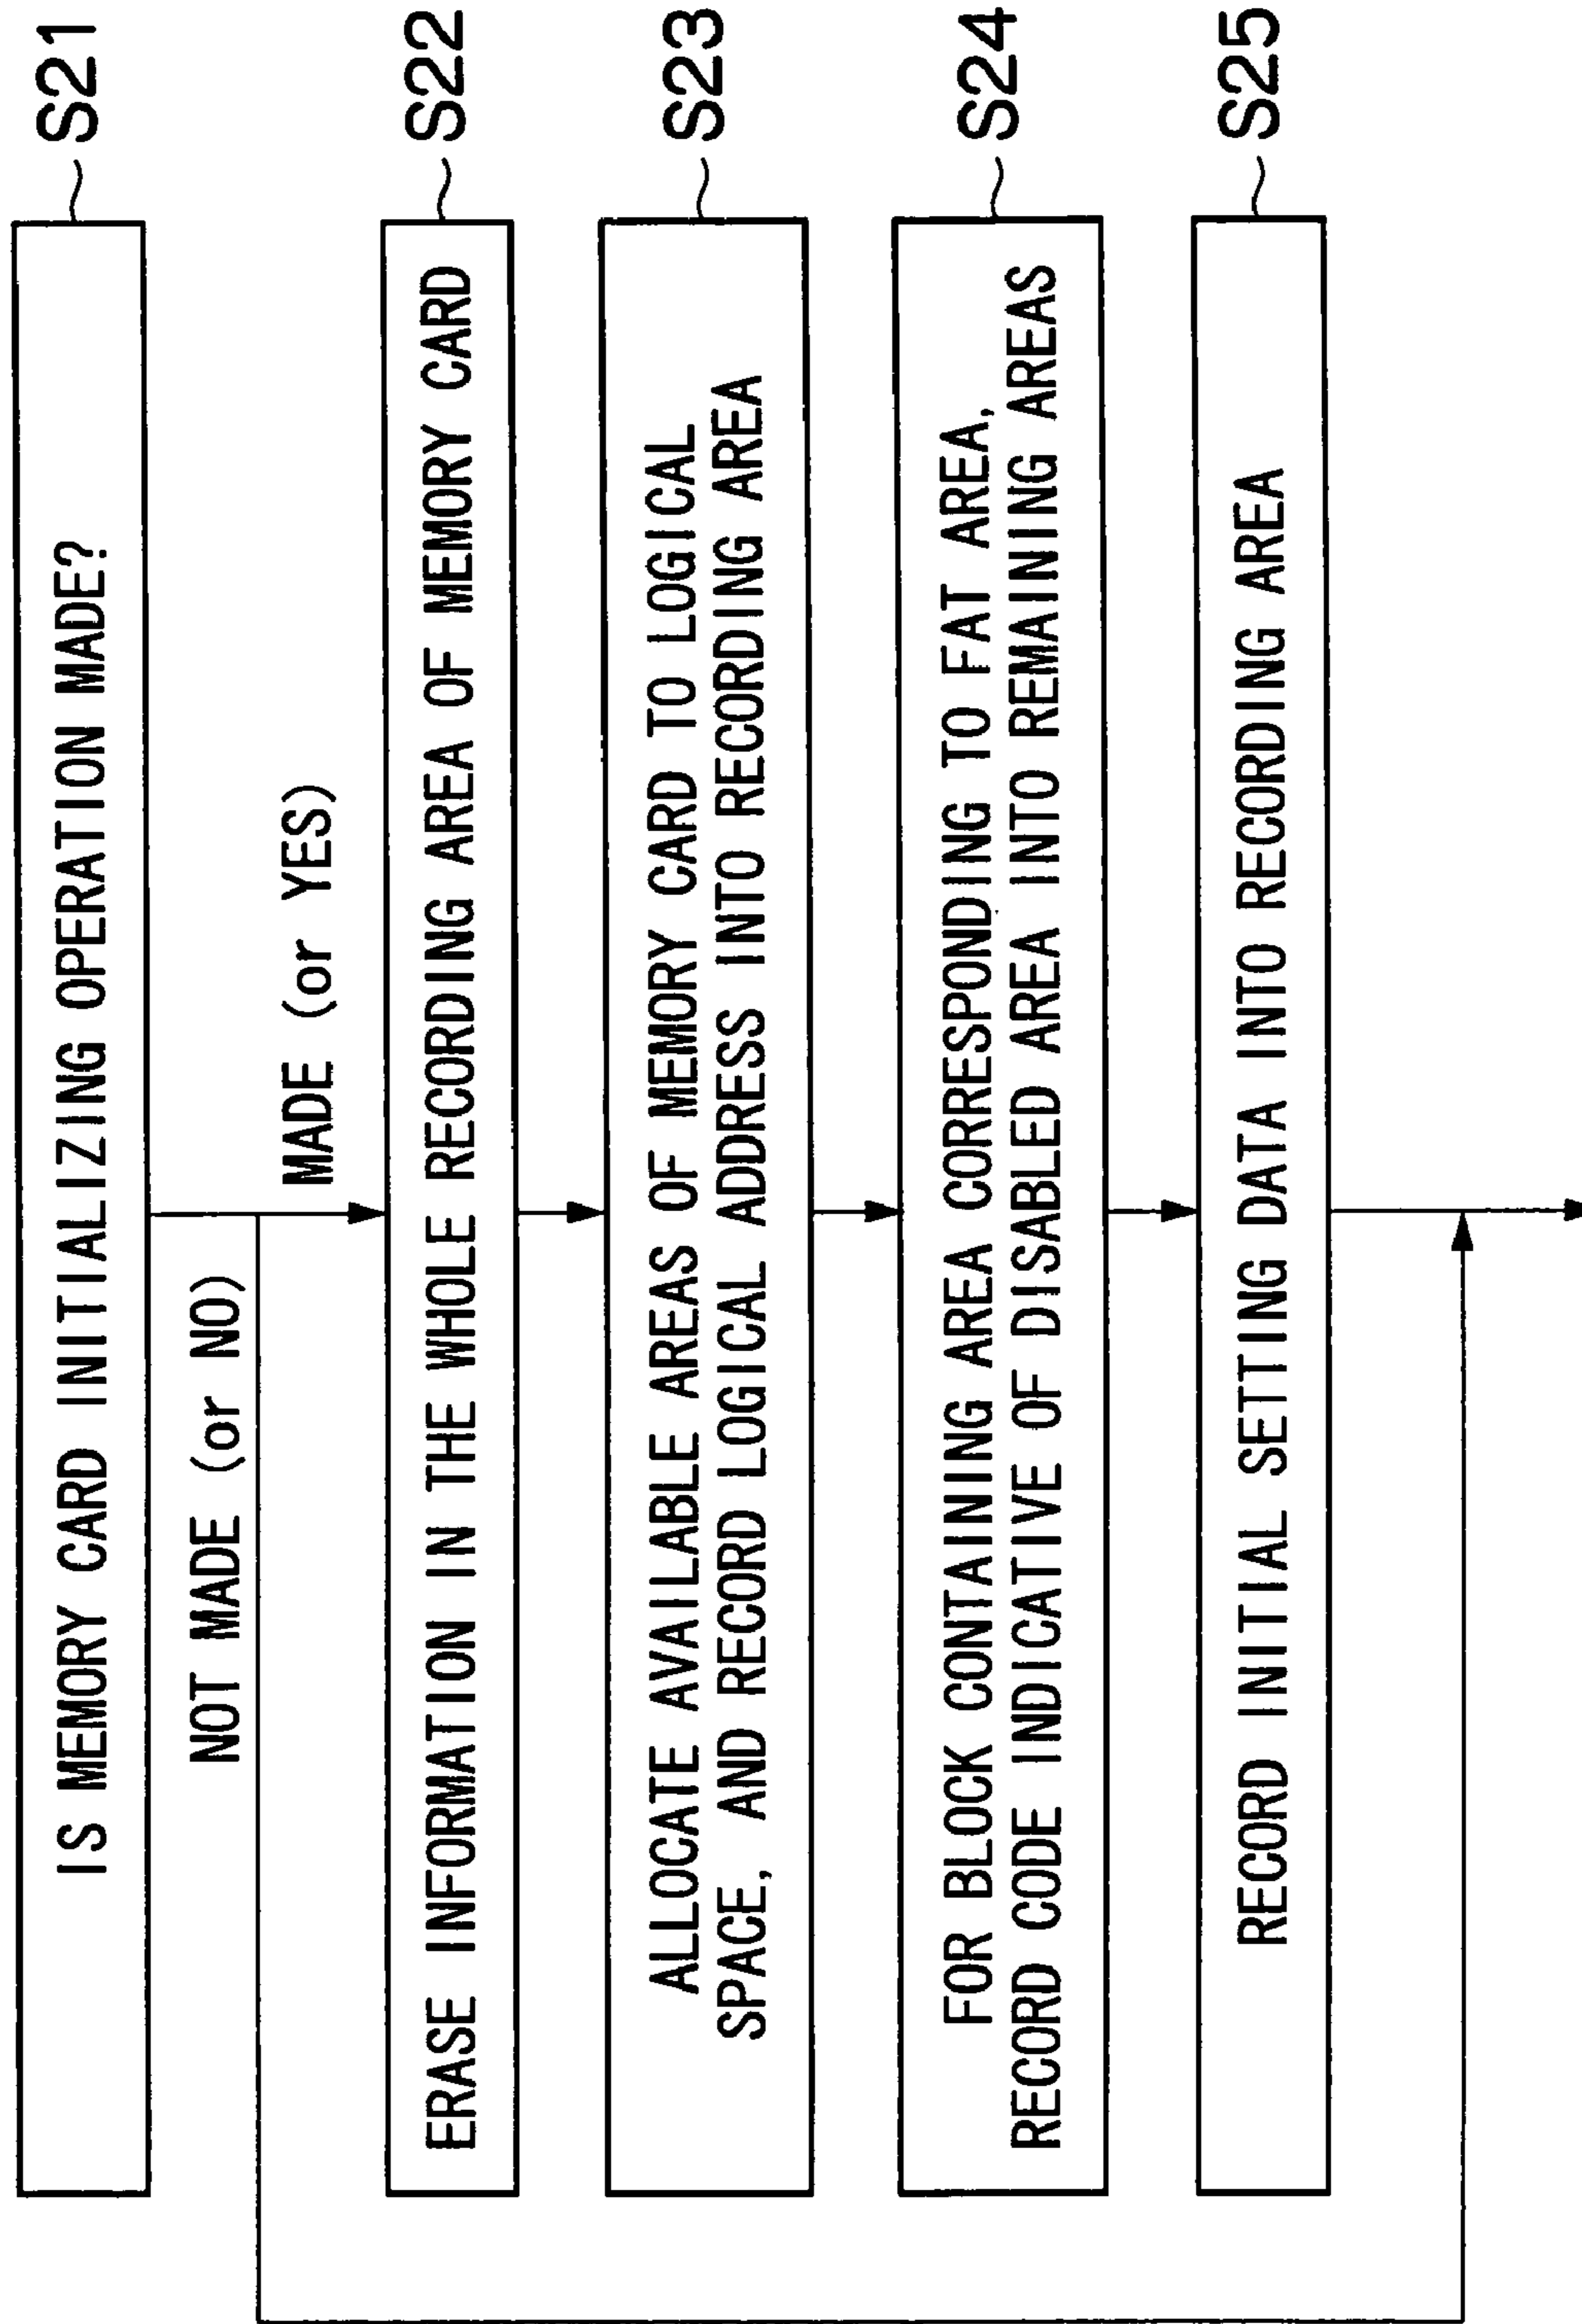 IS MEMORY CARD INITIALIZING OPERATION MADE?
S21
NOT MADE (or NO)
MADE (or YES)
ERASE INFORMATION IN THE WHOLE RECORDING AREA OF MEMORY CARD
S22
ALLOCATE AVAILABLE AREAS OF MEMORY CARD TO LOGICAL
SPACE, AND RECORD LOGICAL ADDRESS INTO RECORDING AREA
S23
FOR BLOCK CONTAINING AREA CORRESPONDING TO FAT AREA,
RECORD CODE INDICATIVE OF DISABLED AREA INTO REMAINING AREAS
S24
RECORD INITIAL SETTING DATA INTO RECORDING AREA
S25